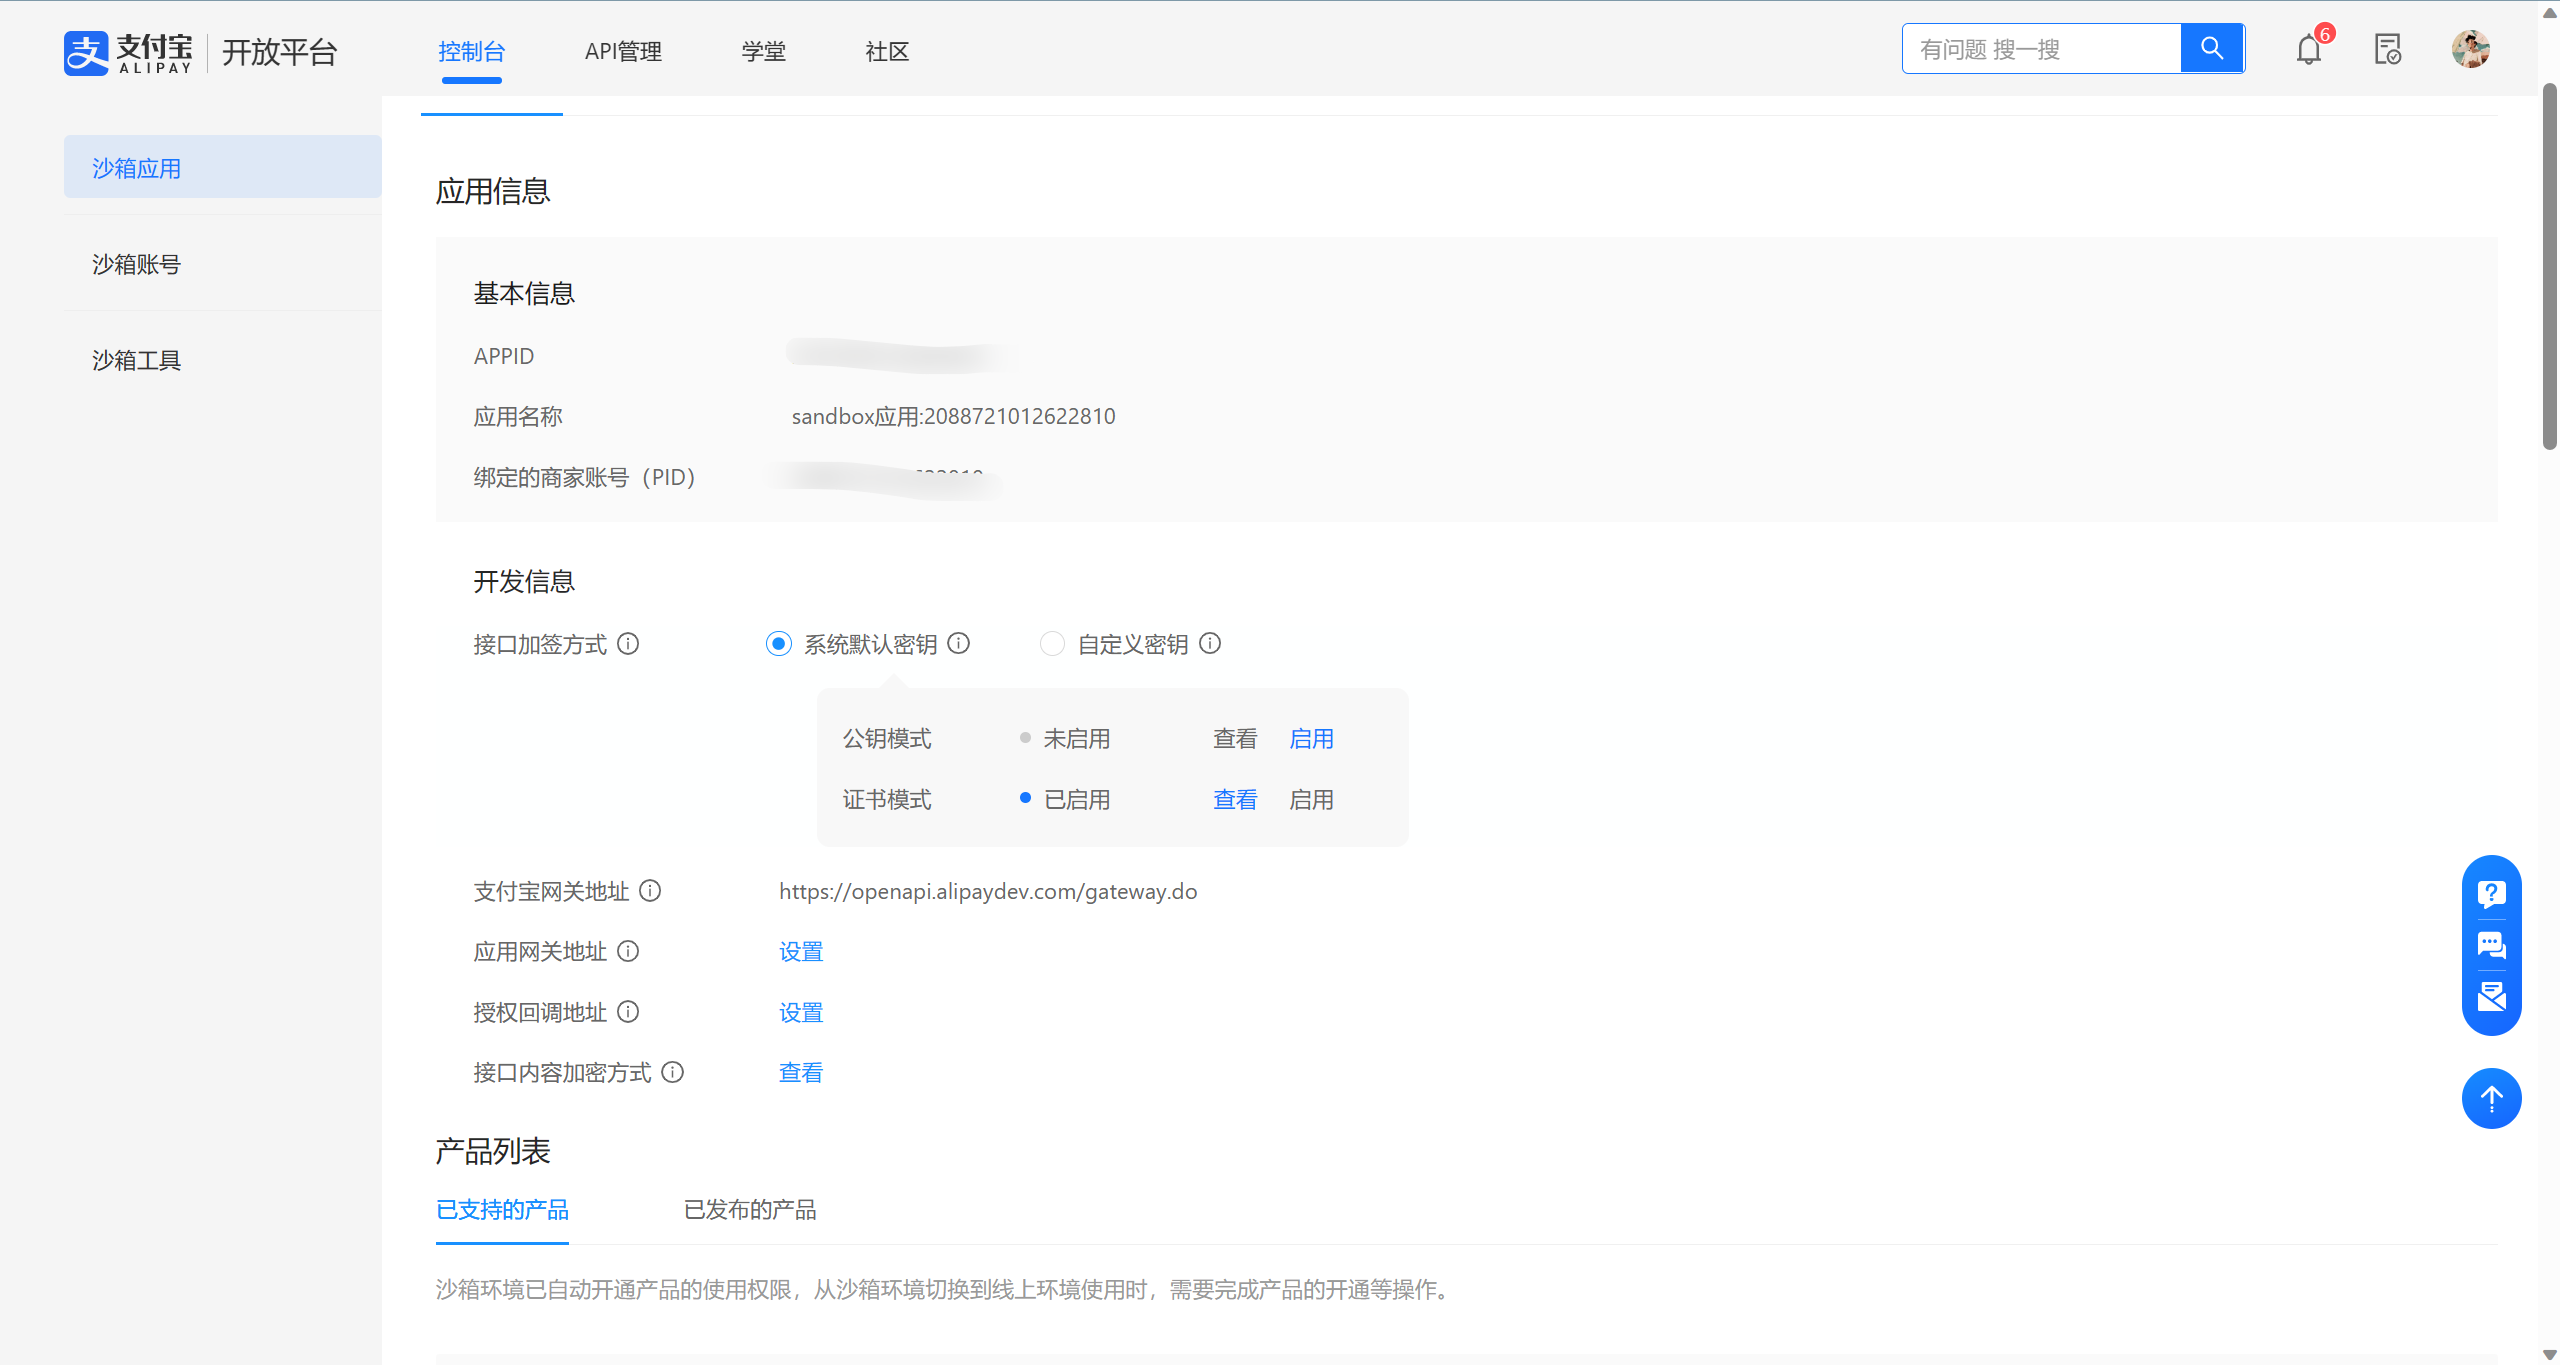 支付宝 ALIPAY 开放平台 控制台 API管理 学堂 社区 有问题 搜一搜 6
沙箱应用
沙箱账号
沙箱工具
应用信息
基本信息
APPID
应用名称 sandbox应用:2088721012622810
绑定的商家账号（PID）
开发信息
接口加签方式 系统默认密钥 自定义密钥
公钥模式 未启用 查看 启用
证书模式 已启用 查看 启用
支付宝网关地址 https://openapi.alipaydev.com/gateway.do
应用网关地址 设置
授权回调地址 设置
接口内容加密方式 查看
产品列表
已支持的产品 已发布的产品
沙箱环境已自动开通产品的使用权限，从沙箱环境切换到线上环境使用时，需要完成产品的开通等操作。